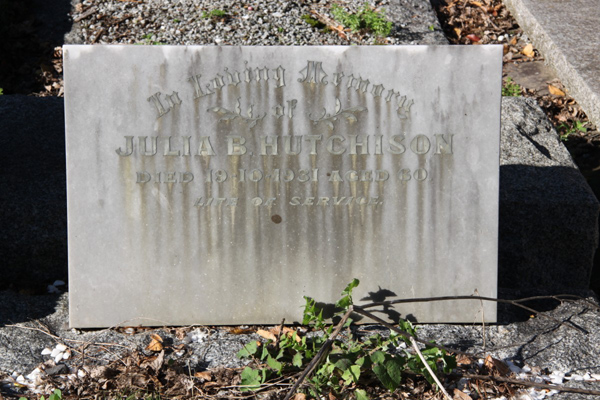 In Loving Memory
of
JULIA B. HUTCHISON
DIED 19-10-1931 AGED 80.
LIFE OF SERVICE.